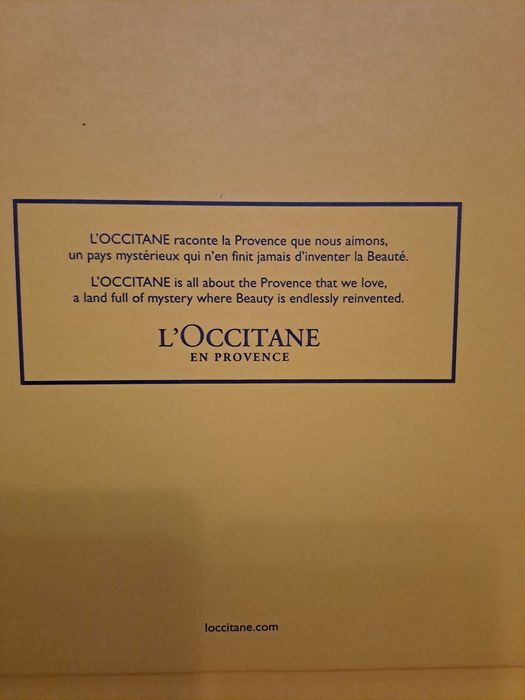 L'OCCITANE raconte la Provence que nous aimons,
un pays mystérieux qui n'en finit jamais d'inventer la Beauté.
L'OCCITANE is all about the Provence that we love,
a land full of mystery where Beauty is endlessly reinvented.
L'OCCITANE
EN PROVENCE
loccitane.com